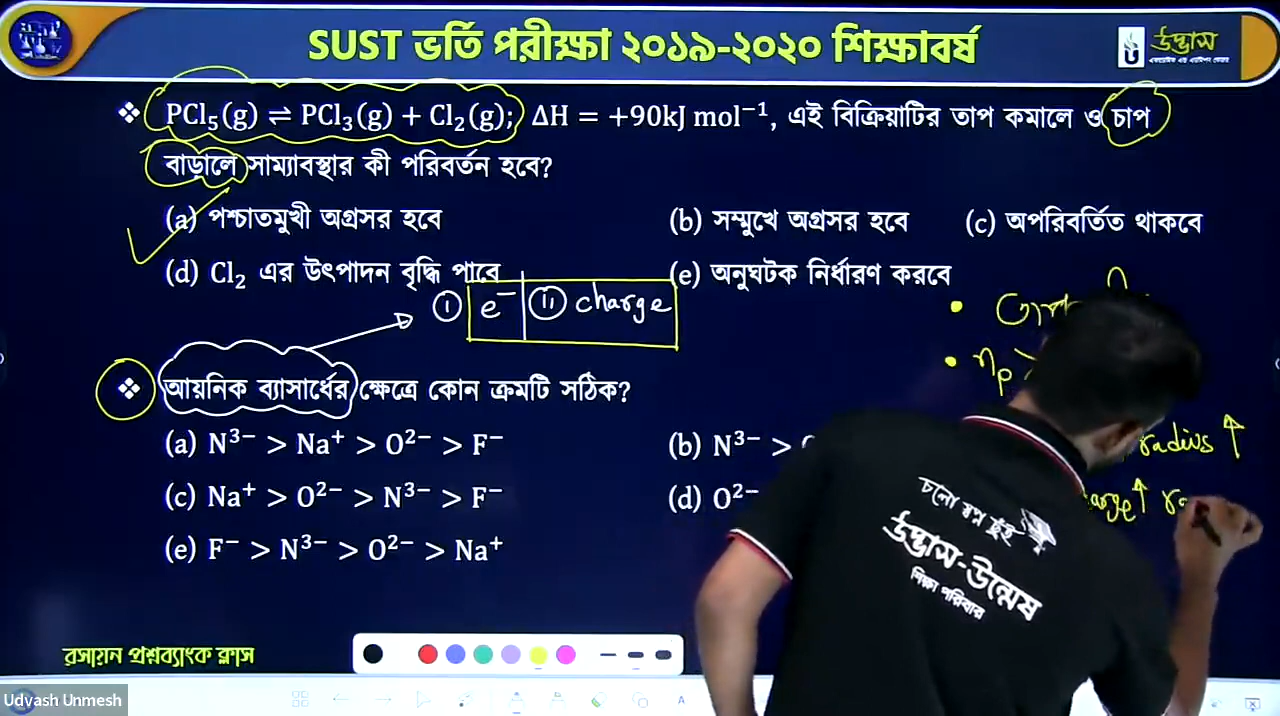 SUST ভর্তি পরীক্ষা ২০১৯-২০২০ শিক্ষাবর্ষ
উদ্ভাস
❖ PCl₅(g) ⇌ PCl₃(g) + Cl₂(g); ΔH = +90kJ mol⁻¹, এই বিক্রিয়াটির তাপ কমালে ও চাপ
বাড়ালে সাম্যাবস্থার কী পরিবর্তন হবে?
(a) পশ্চাতমুখী অগ্রসর হবে (b) সম্মুখে অগ্রসর হবে (c) অপরিবর্তিত থাকবে
(d) Cl₂ এর উৎপাদন বৃদ্ধি পাবে (e) অনুঘটক নির্ধারণ করবে
(i) e⁻ (ii) charge
• n_p >
❖ আয়নিক ব্যাসার্ধের ক্ষেত্রে কোন ক্রমটি সঠিক?
(a) N³⁻ > Na⁺ > O²⁻ > F⁻ (b) N³⁻ >
radius ↑
(c) Na⁺ > O²⁻ > N³⁻ > F⁻ (d) O²⁻
(e) F⁻ > N³⁻ > O²⁻ > Na⁺
চলো স্বপ্ন ছুঁই
উদ্ভাস-উন্মেষ
শিক্ষা পরিবার
রসায়ন প্রশ্নব্যাংক ক্লাস
Udvash Unmesh